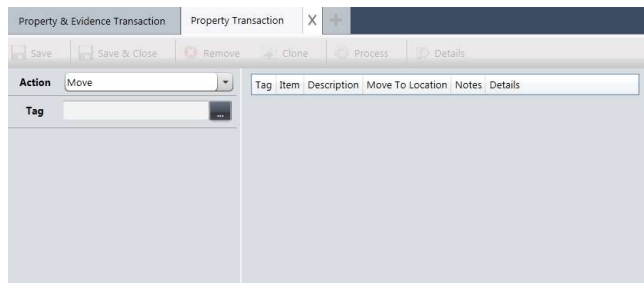 Property & Evidence Transaction Property Transaction X +
Save Save & Close Remove Clone Process Details
Action Move Tag Item Description Move To Location Notes Details
Tag ...